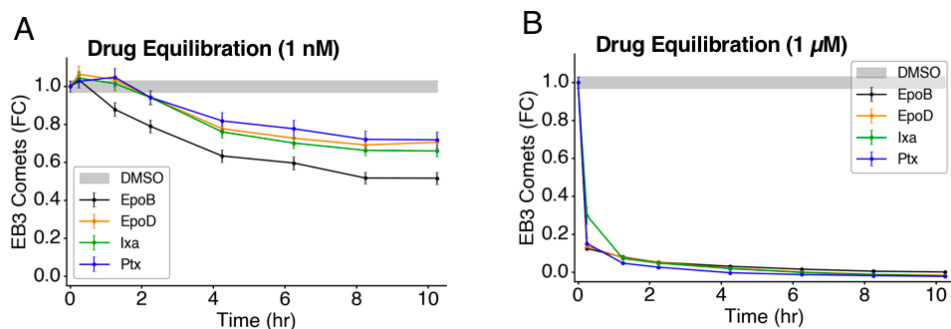 A
Drug Equilibration (1 nM)
EB3 Comets (FC)
1.0
0.8
0.6
0.4
0.2
0.0
DMSO
EpoB
EpoD
Ixa
Ptx
0
2
4
6
8
10
Time (hr)
B
Drug Equilibration (1 µM)
EB3 Comets (FC)
1.0
0.8
0.6
0.4
0.2
0.0
DMSO
EpoB
EpoD
Ixa
Ptx
0
2
4
6
8
10
Time (hr)